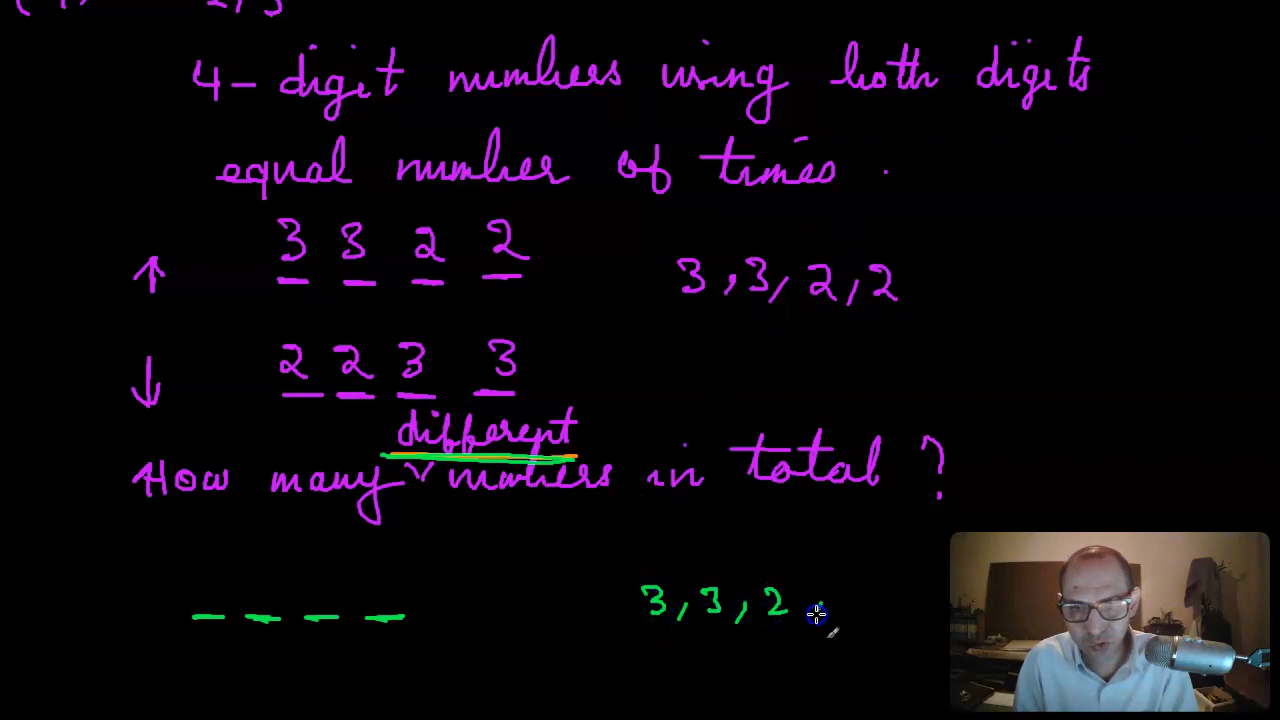 4- digit numbers using both digits
equal number of times .
3 3 2 2
3, 3, 2, 2
2 2 3 3
different
How many numbers in total ?
3, 3, 2